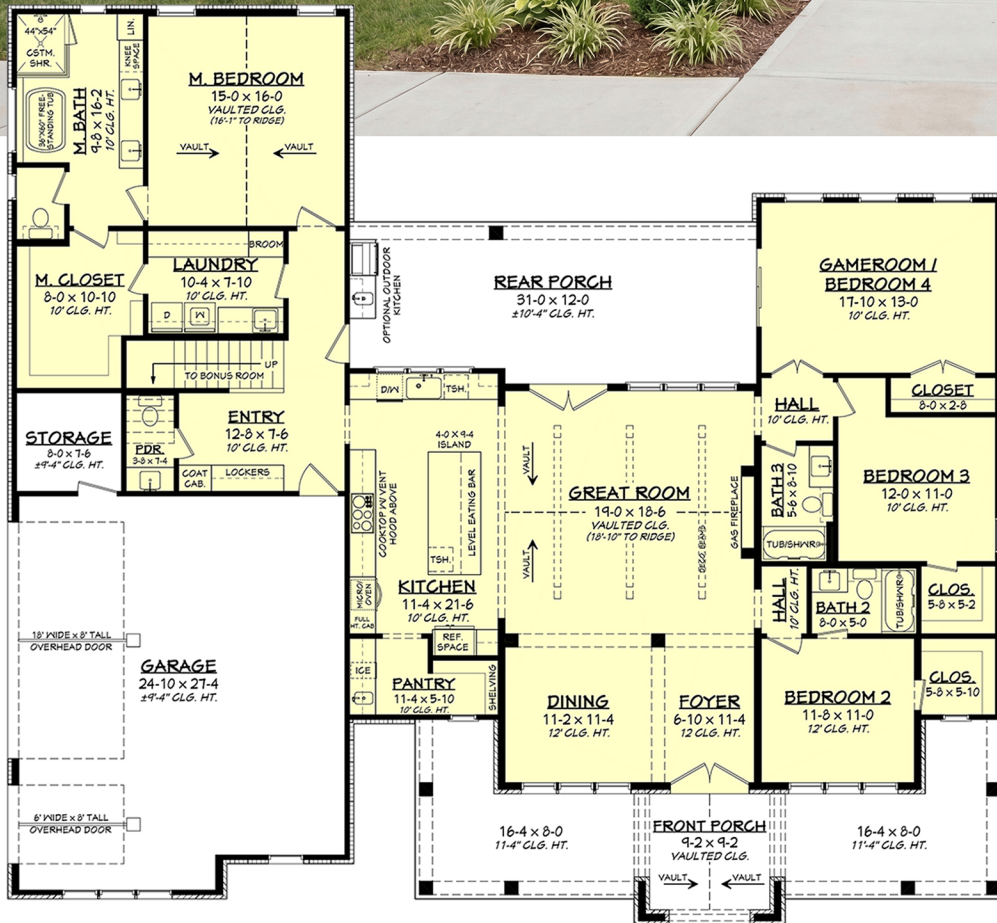 44"x54"
CSTM.
SHR.
LIN.
KNEE
SPACE
36"X60" FREE-
STANDING TUB
M. BATH
9-8 x 16-2
10' CLG. HT.
M. BEDROOM
15-0 x 16-0
VAULTED CLG.
(16'-1" TO RIDGE)
VAULT
VAULT
M. CLOSET
8-0 x 10-10
10' CLG. HT.
BROOM
LAUNDRY
10-4 x 7-10
10' CLG. HT.
D
W
UP
TO BONUS ROOM
OPTIONAL OUTDOOR
KITCHEN
REAR PORCH
31-0 x 12-0
±10'-4" CLG. HT.
GAMEROOM /
BEDROOM 4
17-10 x 13-0
10' CLG. HT.
STORAGE
8-0 x 7-6
±9'-4" CLG. HT.
PDR.
3-8 x 7-4
ENTRY
12-8 x 7-6
10' CLG. HT.
COAT
CAB.
LOCKERS
D/W
TSH.
4-0 X 9-4
ISLAND
COOKTOP W/ VENT
HOOD ABOVE
LEVEL EATING BAR
TSH.
MICRO/
OVEN
FULL
HT. CAB
KITCHEN
11-4 x 21-6
10' CLG. HT.
REF.
SPACE
ICE
PANTRY
11-4 x 5-10
10' CLG. HT.
SHELVING
VAULT
VAULT
GREAT ROOM
19-0 x 18-6
VAULTED CLG.
(18'-10" TO RIDGE)
GAS FIREPLACE
HALL
10' CLG. HT.
CLOSET
8-0 x 2-8
BATH 3
5-6 x 8-10
TUB/SHWR
BEDROOM 3
12-0 x 11-0
10' CLG. HT.
HALL
10' CLG. HT.
BATH 2
8-0 x 5-0
TUB/SHWR
CLOS.
5-8 x 5-2
CLOS.
5-8 x 5-10
BEDROOM 2
11-8 x 11-0
12' CLG. HT.
DINING
11-2 x 11-4
12' CLG. HT.
FOYER
6-10 x 11-4
12 CLG. HT.
18' WIDE x 8' TALL
OVERHEAD DOOR
GARAGE
24-10 x 27-4
±9'-4" CLG. HT.
6' WIDE x 8' TALL
OVERHEAD DOOR
16-4 x 8-0
11'-4" CLG. HT.
FRONT PORCH
9-2 x 9-2
VAULTED CLG.
VAULT
VAULT
16-4 x 8-0
11'-4" CLG. HT.